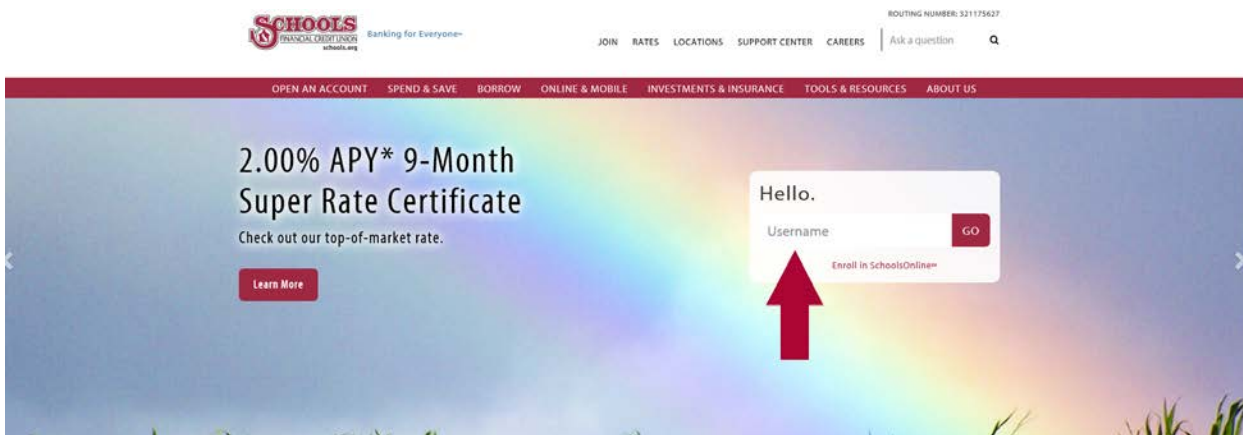 ROUTING NUMBER: 321175627
SCHOOLS
FINANCIAL CREDIT UNION
schools.org
Banking for Everyone℠
JOIN RATES LOCATIONS SUPPORT CENTER CAREERS Ask a question
OPEN AN ACCOUNT SPEND & SAVE BORROW ONLINE & MOBILE INVESTMENTS & INSURANCE TOOLS & RESOURCES ABOUT US
2.00% APY* 9-Month
Super Rate Certificate
Check out our top-of-market rate.
Learn More
Hello.
Username GO
Enroll in SchoolsOnline℠